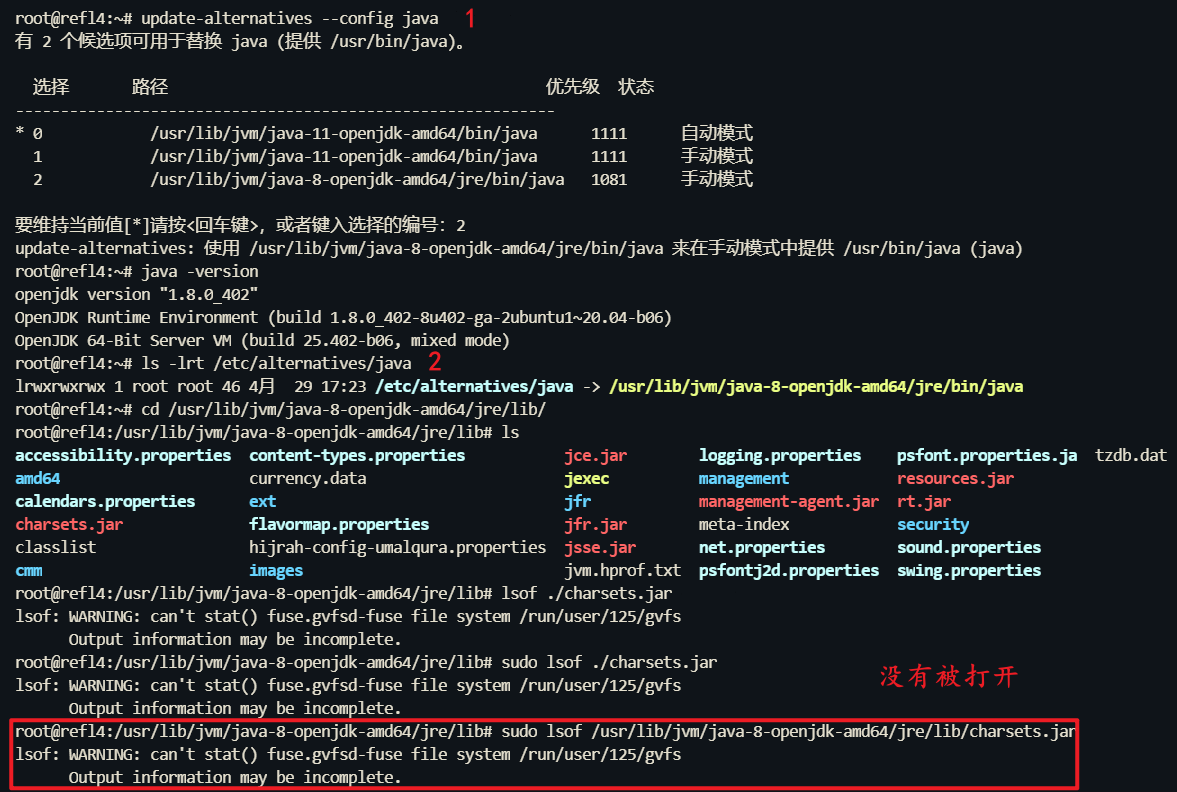 root@refl4:~# update-alternatives --config java 1
有 2 个候选项可用于替换 java (提供 /usr/bin/java)。
选择 路径 优先级 状态
------------------------------------------------------------
* 0 /usr/lib/jvm/java-11-openjdk-amd64/bin/java 1111 自动模式
1 /usr/lib/jvm/java-11-openjdk-amd64/bin/java 1111 手动模式
2 /usr/lib/jvm/java-8-openjdk-amd64/jre/bin/java 1081 手动模式
要维持当前值[*]请按<回车键>，或者键入选择的编号：2
update-alternatives: 使用 /usr/lib/jvm/java-8-openjdk-amd64/jre/bin/java 来在手动模式中提供 /usr/bin/java (java)
root@refl4:~# java -version
openjdk version "1.8.0_402"
OpenJDK Runtime Environment (build 1.8.0_402-8u402-ga-2ubuntu1~20.04-b06)
OpenJDK 64-Bit Server VM (build 25.402-b06, mixed mode)
root@refl4:~# ls -lrt /etc/alternatives/java 2
lrwxrwxrwx 1 root root 46 4月 29 17:23 /etc/alternatives/java -> /usr/lib/jvm/java-8-openjdk-amd64/jre/bin/java
root@refl4:~# cd /usr/lib/jvm/java-8-openjdk-amd64/jre/lib/
root@refl4:/usr/lib/jvm/java-8-openjdk-amd64/jre/lib# ls
accessibility.properties content-types.properties jce.jar logging.properties psfont.properties.ja tzdb.dat
amd64 currency.data jexec management resources.jar
calendars.properties ext jfr management-agent.jar rt.jar
charsets.jar flavormap.properties jfr.jar meta-index security
classlist hijrah-config-umalqura.properties jsse.jar net.properties sound.properties
cmm images jvm.hprof.txt psfontj2d.properties swing.properties
root@refl4:/usr/lib/jvm/java-8-openjdk-amd64/jre/lib# lsof ./charsets.jar
lsof: WARNING: can't stat() fuse.gvfsd-fuse file system /run/user/125/gvfs
Output information may be incomplete.
root@refl4:/usr/lib/jvm/java-8-openjdk-amd64/jre/lib# sudo lsof ./charsets.jar
lsof: WARNING: can't stat() fuse.gvfsd-fuse file system /run/user/125/gvfs
没有被打开
Output information may be incomplete.
root@refl4:/usr/lib/jvm/java-8-openjdk-amd64/jre/lib# sudo lsof /usr/lib/jvm/java-8-openjdk-amd64/jre/lib/charsets.jar
lsof: WARNING: can't stat() fuse.gvfsd-fuse file system /run/user/125/gvfs
Output information may be incomplete.